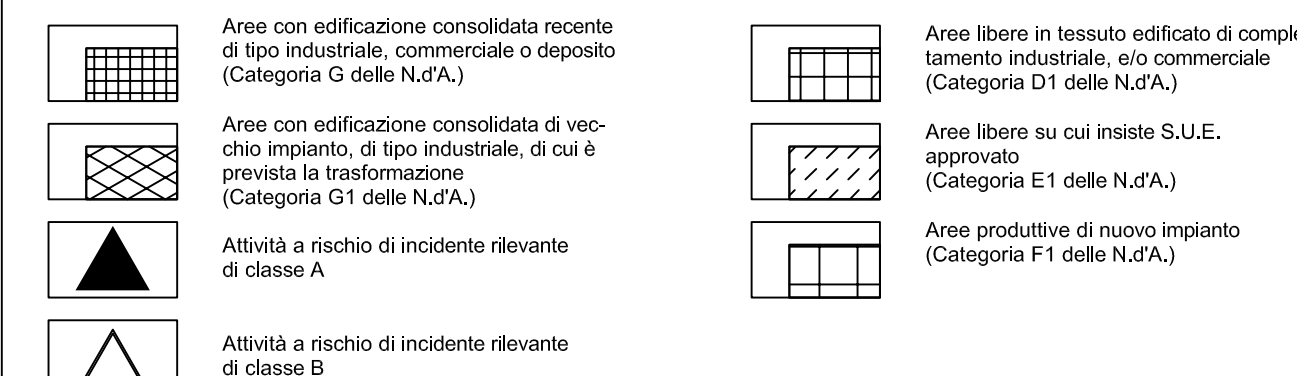 Aree con edificazione consolidata recente
di tipo industriale, commerciale o deposito
(Categoria G delle N.d'A.)
Aree con edificazione consolidata di vec-
chio impianto, di tipo industriale, di cui è
prevista la trasformazione
(Categoria G1 delle N.d'A.)
Attività a rischio di incidente rilevante
di classe A
Attività a rischio di incidente rilevante
di classe B
Aree libere in tessuto edificato di comple
tamento industriale, e/o commerciale
(Categoria D1 delle N.d'A.)
Aree libere su cui insiste S.U.E.
approvato
(Categoria E1 delle N.d'A.)
Aree produttive di nuovo impianto
(Categoria F1 delle N.d'A.)